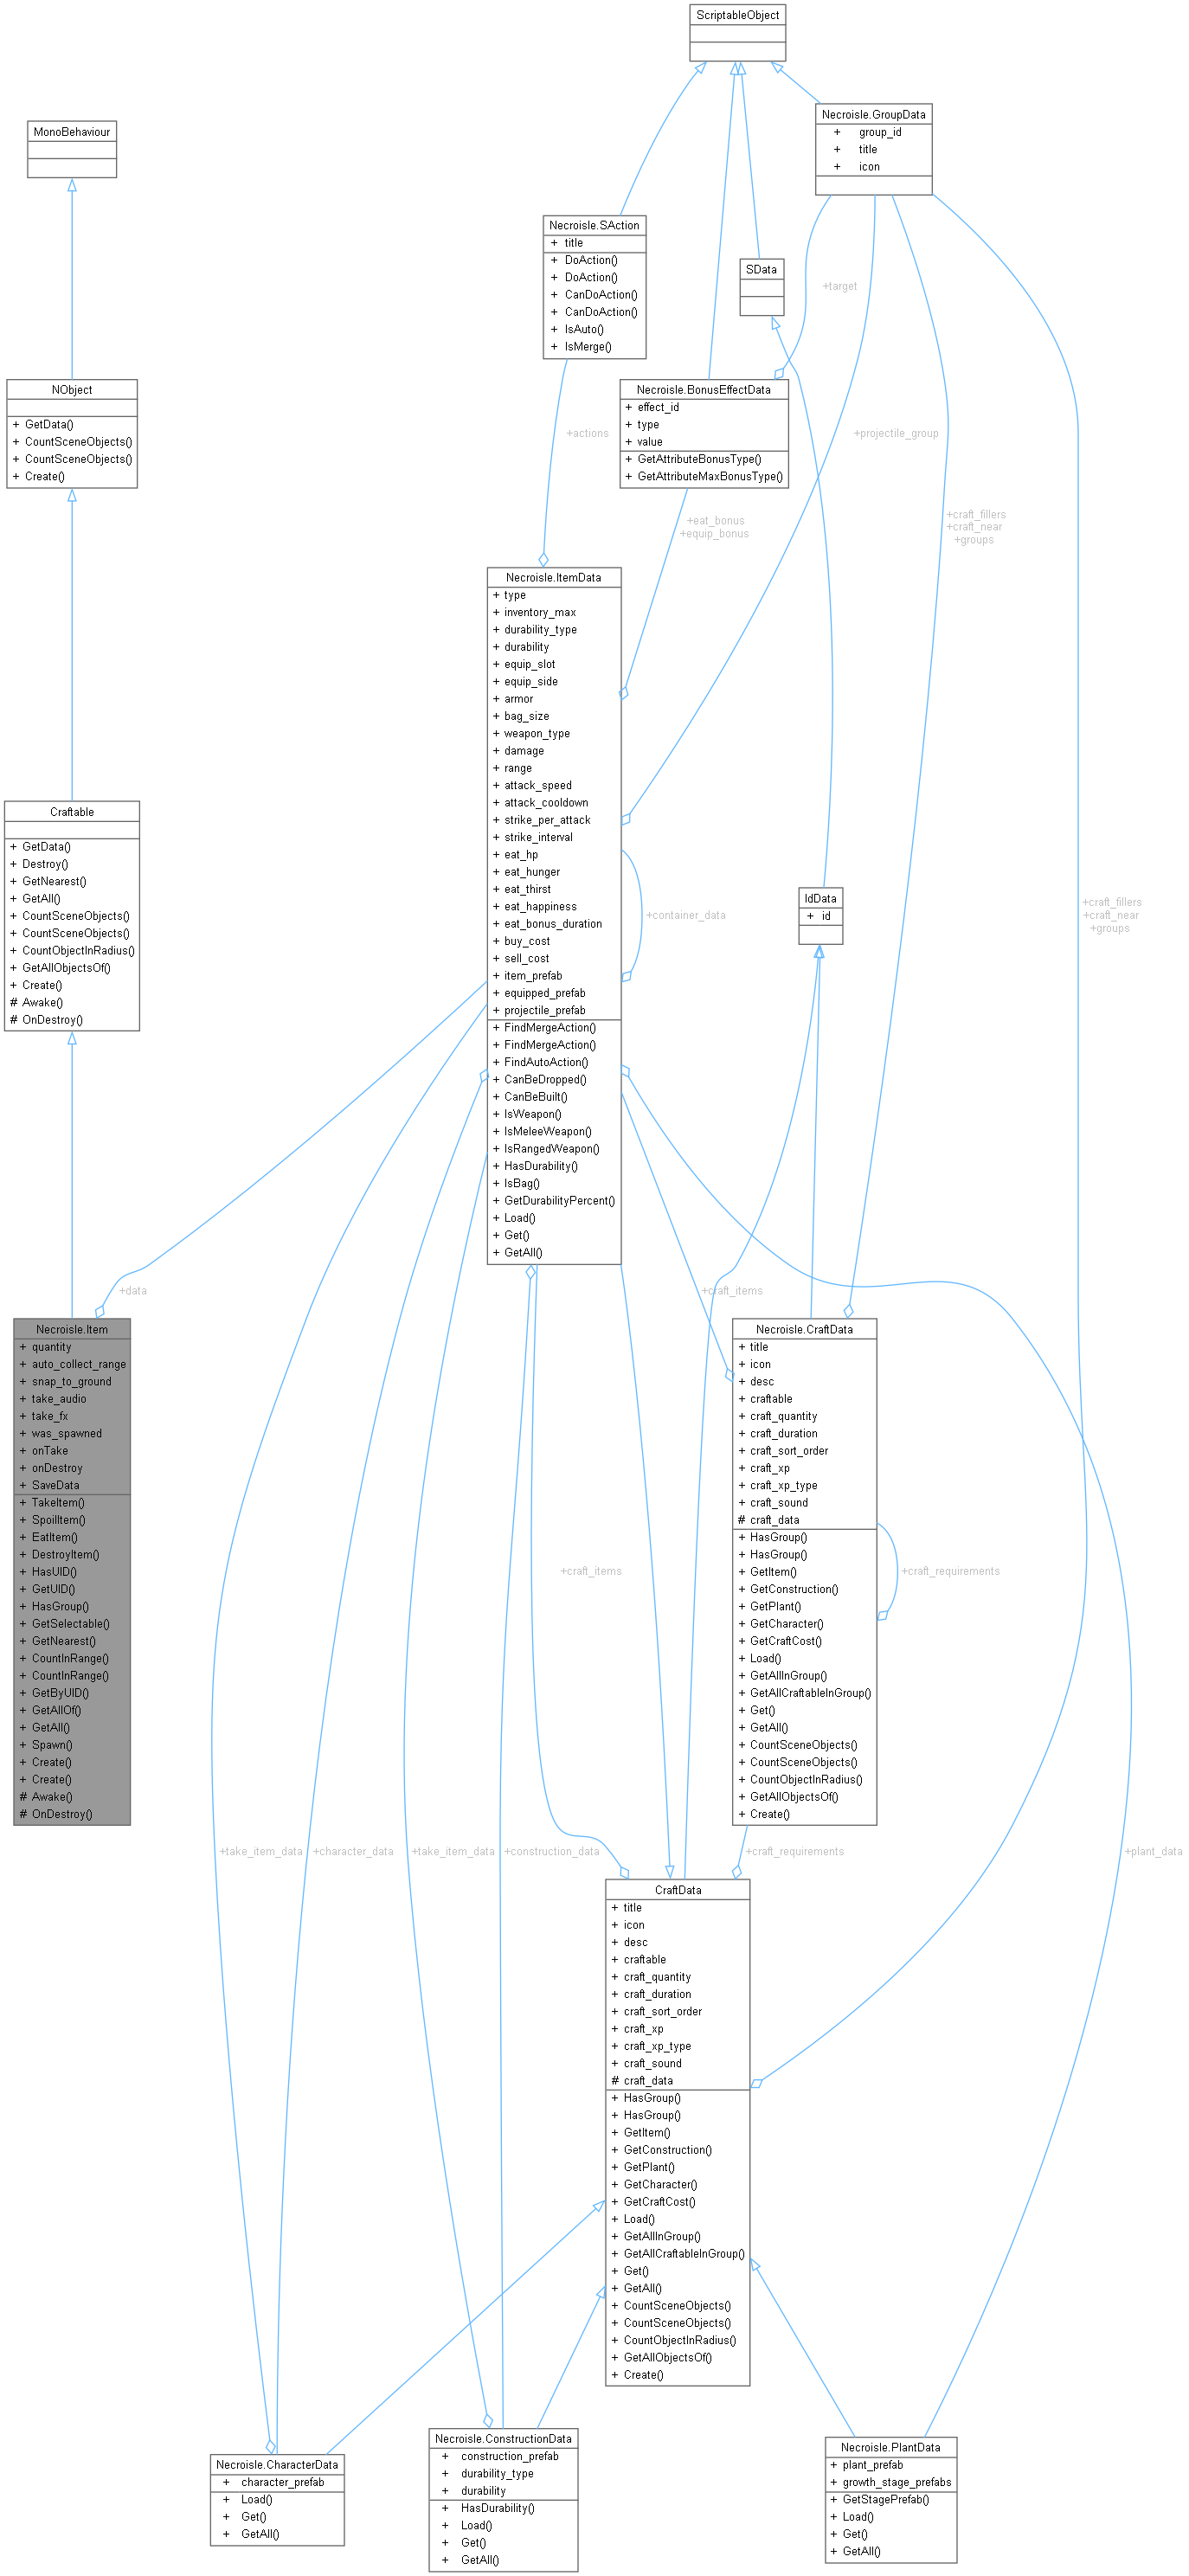 ScriptableObject
Necroisle.GroupData
+ group_id
+ title
+ icon
MonoBehaviour
Necroisle.SAction
+ title
+ DoAction()
+ DoAction()
+ CanDoAction()
+ CanDoAction()
+ IsAuto()
+ IsMerge()
SData
+target
NObject
+ GetData()
+ CountSceneObjects()
+ CountSceneObjects()
+ Create()
Necroisle.BonusEffectData
+ effect_id
+ type
+ value
+ GetAttributeBonusType()
+ GetAttributeMaxBonusType()
+actions
+projectile_group
+eat_bonus
+equip_bonus
+craft_fillers
+craft_near
+groups
Necroisle.ItemData
+ type
+ inventory_max
+ durability_type
+ durability
+ equip_slot
+ equip_side
+ armor
+ bag_size
+ weapon_type
+ damage
+ range
+ attack_speed
+ attack_cooldown
+ strike_per_attack
+ strike_interval
+ eat_hp
+ eat_hunger
+ eat_thirst
+ eat_happiness
+ eat_bonus_duration
+ buy_cost
+ sell_cost
+ item_prefab
+ equipped_prefab
+ projectile_prefab
+ FindMergeAction()
+ FindMergeAction()
+ FindAutoAction()
+ CanBeDropped()
+ CanBeBuilt()
+ IsWeapon()
+ IsMeleeWeapon()
+ IsRangedWeapon()
+ HasDurability()
+ IsBag()
+ GetDurabilityPercent()
+ Load()
+ Get()
+ GetAll()
Craftable
+ GetData()
+ Destroy()
+ GetNearest()
+ GetAll()
+ CountSceneObjects()
+ CountSceneObjects()
+ CountObjectInRadius()
+ GetAllObjectsOf()
+ Create()
# Awake()
# OnDestroy()
+container_data
IdData
+ id
+craft_fillers
+craft_near
+groups
+data
+craft_items
Necroisle.Item
+ quantity
+ auto_collect_range
+ snap_to_ground
+ take_audio
+ take_fx
+ was_spawned
+ onTake
+ onDestroy
+ SaveData
+ TakeItem()
+ SpoilItem()
+ EatItem()
+ DestroyItem()
+ HasUID()
+ GetUID()
+ HasGroup()
+ GetSelectable()
+ GetNearest()
+ CountInRange()
+ CountInRange()
+ GetByUID()
+ GetAllOf()
+ GetAll()
+ Spawn()
+ Create()
+ Create()
# Awake()
# OnDestroy()
Necroisle.CraftData
+ title
+ icon
+ desc
+ craftable
+ craft_quantity
+ craft_duration
+ craft_sort_order
+ craft_xp
+ craft_xp_type
+ craft_sound
# craft_data
+ HasGroup()
+ HasGroup()
+ GetItem()
+ GetConstruction()
+ GetPlant()
+ GetCharacter()
+ GetCraftCost()
+ Load()
+ GetAllInGroup()
+ GetAllCraftableInGroup()
+ Get()
+ GetAll()
+ CountSceneObjects()
+ CountSceneObjects()
+ CountObjectInRadius()
+ GetAllObjectsOf()
+ Create()
+craft_items
+craft_requirements
+take_item_data
+character_data
+take_item_data
+construction_data
+craft_requirements
+plant_data
CraftData
+ title
+ icon
+ desc
+ craftable
+ craft_quantity
+ craft_duration
+ craft_sort_order
+ craft_xp
+ craft_xp_type
+ craft_sound
# craft_data
+ HasGroup()
+ HasGroup()
+ GetItem()
+ GetConstruction()
+ GetPlant()
+ GetCharacter()
+ GetCraftCost()
+ Load()
+ GetAllInGroup()
+ GetAllCraftableInGroup()
+ Get()
+ GetAll()
+ CountSceneObjects()
+ CountSceneObjects()
+ CountObjectInRadius()
+ GetAllObjectsOf()
+ Create()
Necroisle.CharacterData
+ character_prefab
+ Load()
+ Get()
+ GetAll()
Necroisle.ConstructionData
+ construction_prefab
+ durability_type
+ durability
+ HasDurability()
+ Load()
+ Get()
+ GetAll()
Necroisle.PlantData
+ plant_prefab
+ growth_stage_prefabs
+ GetStagePrefab()
+ Load()
+ Get()
+ GetAll()